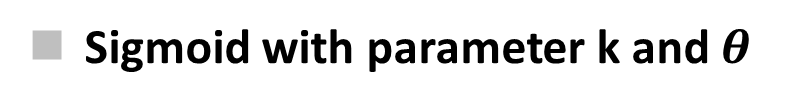 Sigmoid with parameter k and θ